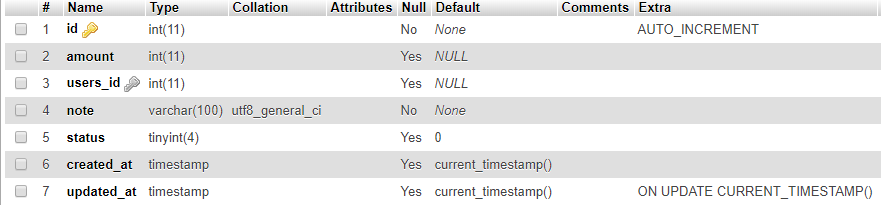 # Name Type Collation Attributes Null Default Comments Extra
1 id int(11) No None AUTO_INCREMENT
2 amount int(11) Yes NULL
3 users_id int(11) Yes NULL
4 note varchar(100) utf8_general_ci No None
5 status tinyint(4) Yes 0
6 created_at timestamp Yes current_timestamp()
7 updated_at timestamp Yes current_timestamp() ON UPDATE CURRENT_TIMESTAMP()